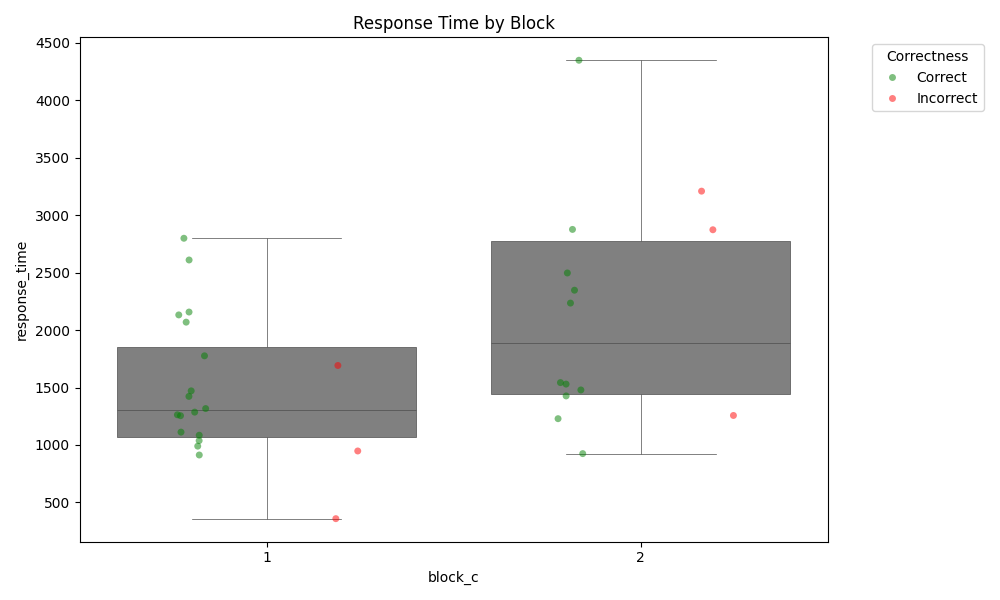 Response Time by Block
Correctness
Correct
Incorrect
response_time
4500
4000
3500
3000
2500
2000
1500
1000
500
1
2
block_c